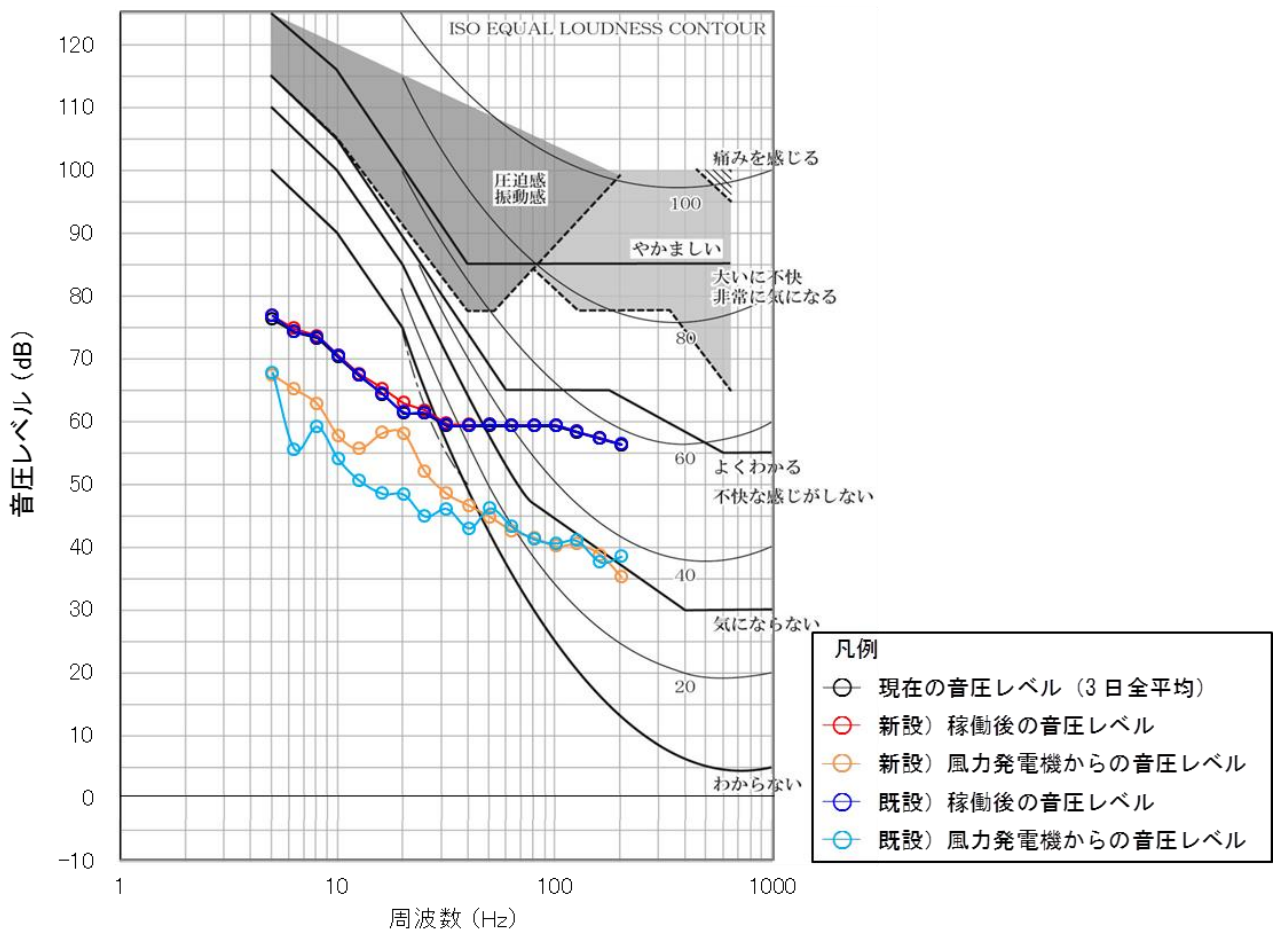 ISO EQUAL LOUDNESS CONTOUR
120
110
100
90
80
70
60
50
40
30
20
10
0
-10
音圧レベル (dB)
圧迫感
振動感
痛みを感じる
100
やかましい
大いに不快
非常に気になる
80
60
よくわかる
不快な感じがしない
40
気にならない
20
わからない
1
10
100
1000
周波数 (Hz)
凡例
現在の音圧レベル（3 日全平均）
新設）稼働後の音圧レベル
新設）風力発電機からの音圧レベル
既設）稼働後の音圧レベル
既設）風力発電機からの音圧レベル